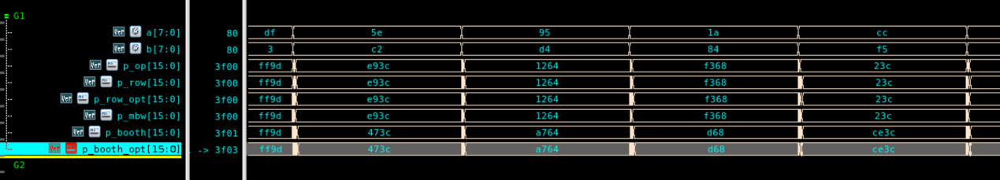 G1
a[7:0] 80 df 5e 95 1a cc
b[7:0] 80 3 c2 d4 84 f5
p_op[15:0] 3f00 ff9d e93c 1264 f368 23c
p_row[15:0] 3f00 ff9d e93c 1264 f368 23c
p_row_opt[15:0] 3f00 ff9d e93c 1264 f368 23c
p_mbw[15:0] 3f00 ff9d e93c 1264 f368 23c
p_booth[15:0] 3f01 ff9d 473c a764 d68 ce3c
p_booth_opt[15:0] -> 3f03 ff9d 473c a764 d68 ce3c
G2